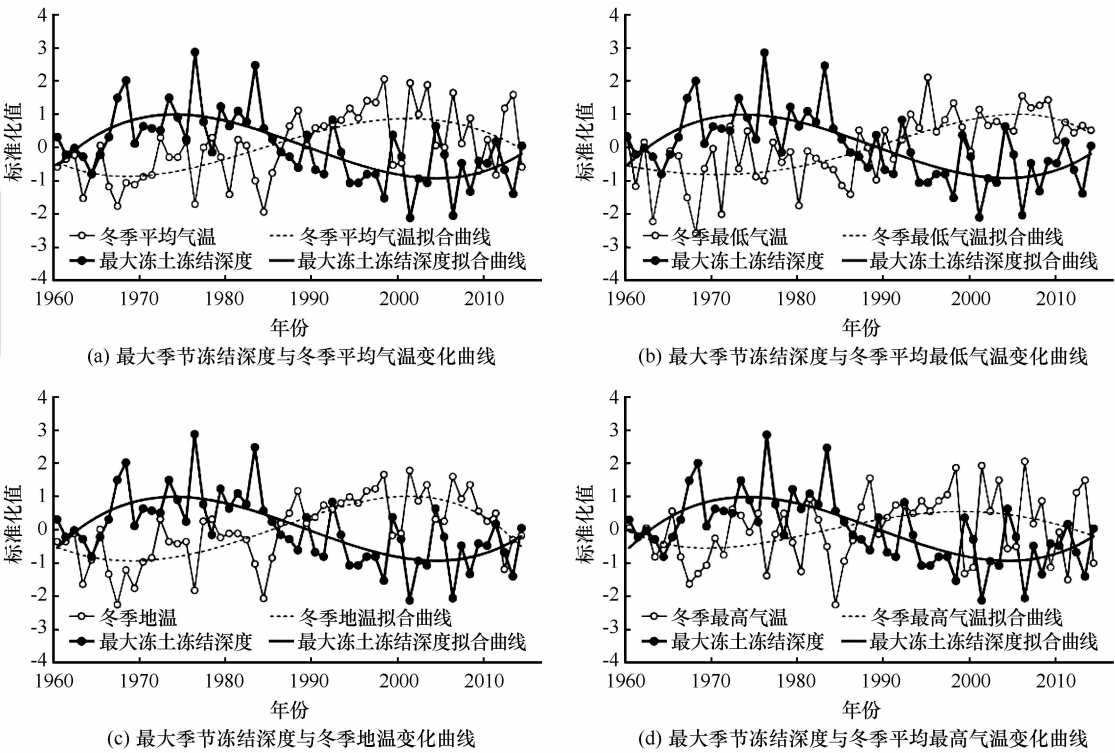 4
3
2
1
0
-1
-2
-3
-4
标准化值
冬季平均气温
冬季平均气温拟合曲线
最大冻土冻结深度
最大冻土冻结深度拟合曲线
1960 1970 1980 1990 2000 2010
年份
(a) 最大季节冻结深度与冬季平均气温变化曲线
4
3
2
1
0
-1
-2
-3
-4
标准化值
冬季最低气温
冬季最低气温拟合曲线
最大冻土冻结深度
最大冻土冻结深度拟合曲线
1960 1970 1980 1990 2000 2010
年份
(b) 最大季节冻结深度与冬季平均最低气温变化曲线
4
3
2
1
0
-1
-2
-3
-4
标准化值
冬季地温
冬季地温拟合曲线
最大冻土冻结深度
最大冻土冻结深度拟合曲线
1960 1970 1980 1990 2000 2010
年份
(c) 最大季节冻结深度与冬季地温变化曲线
4
3
2
1
0
-1
-2
-3
-4
标准化值
冬季最高气温
冬季最高气温拟合曲线
最大冻土冻结深度
最大冻土冻结深度拟合曲线
1960 1970 1980 1990 2000 2010
年份
(d) 最大季节冻结深度与冬季平均最高气温变化曲线